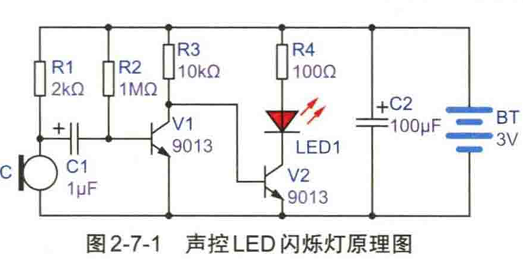 R1
2kΩ
R2
1MΩ
R3
10kΩ
R4
100Ω
+
C2
100μF
BT
3V
LED1
V1
9013
+
C1
1μF
C
V2
9013
图2-7-1 声控LED闪烁灯原理图